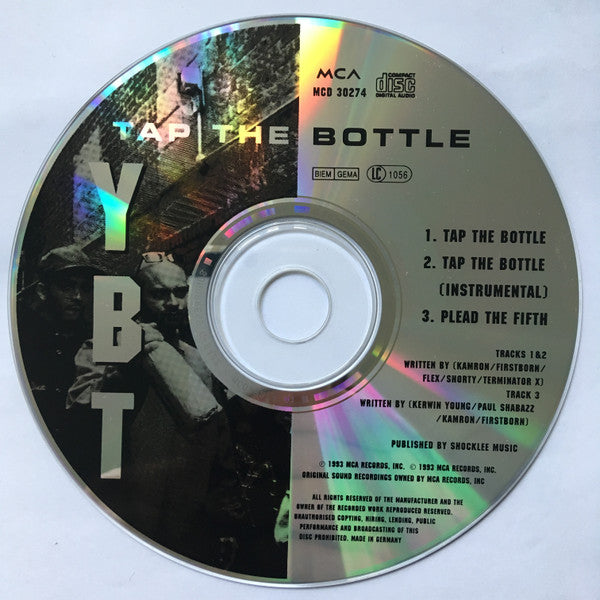 MCA
COMPACT
disc
DIGITAL AUDIO
MCD 30274
TAP THE BOTTLE
YBT
BIEM GEMA LC 1056
1. TAP THE BOTTLE
2. TAP THE BOTTLE
(INSTRUMENTAL)
3. PLEAD THE FIFTH
TRACKS 1&2
WRITTEN BY (KAMRON/FIRSTBORN/
FLEX/SHORTY/TERMINATOR X)
TRACK 3
WRITTEN BY (KERWIN YOUNG/PAUL SHABAZZ
/KAMRON/FIRSTBORN)
PUBLISHED BY SHOCKLEE MUSIC
℗ 1993 MCA RECORDS, INC. © 1993 MCA RECORDS, INC.
ORIGINAL SOUND RECORDINGS OWNED BY MCA RECORDS, INC
ALL RIGHTS RESERVED OF THE MANUFACTURER AND THE
OWNER OF THE RECORDED WORK REPRODUCED RESERVED.
UNAUTHORISED COPYING, HIRING, LENDING, PUBLIC
PERFORMANCE AND BROADCASTING OF THIS
DISC PROHIBITED. MADE IN GERMANY